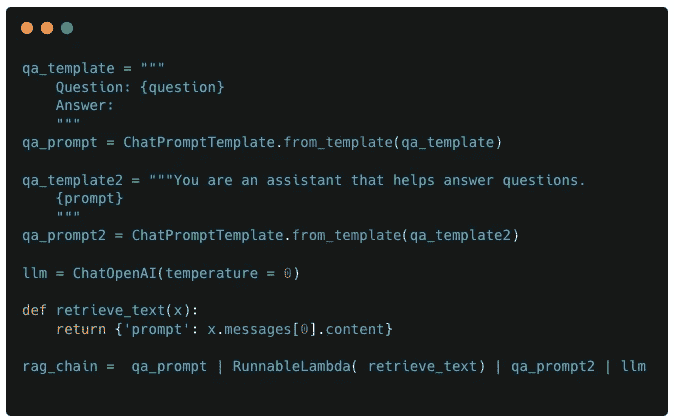 qa_template = """
    Question: {question}
    Answer:
    """
qa_prompt = ChatPromptTemplate.from_template(qa_template)
qa_template2 = """You are an assistant that helps answer questions.
    {prompt}
    """
qa_prompt2 = ChatPromptTemplate.from_template(qa_template2)
llm = ChatOpenAI(temperature = 0)
def retrieve_text(x):
    return {'prompt': x.messages[0].content}
rag_chain =  qa_prompt | RunnableLambda( retrieve_text) | qa_prompt2 | llm